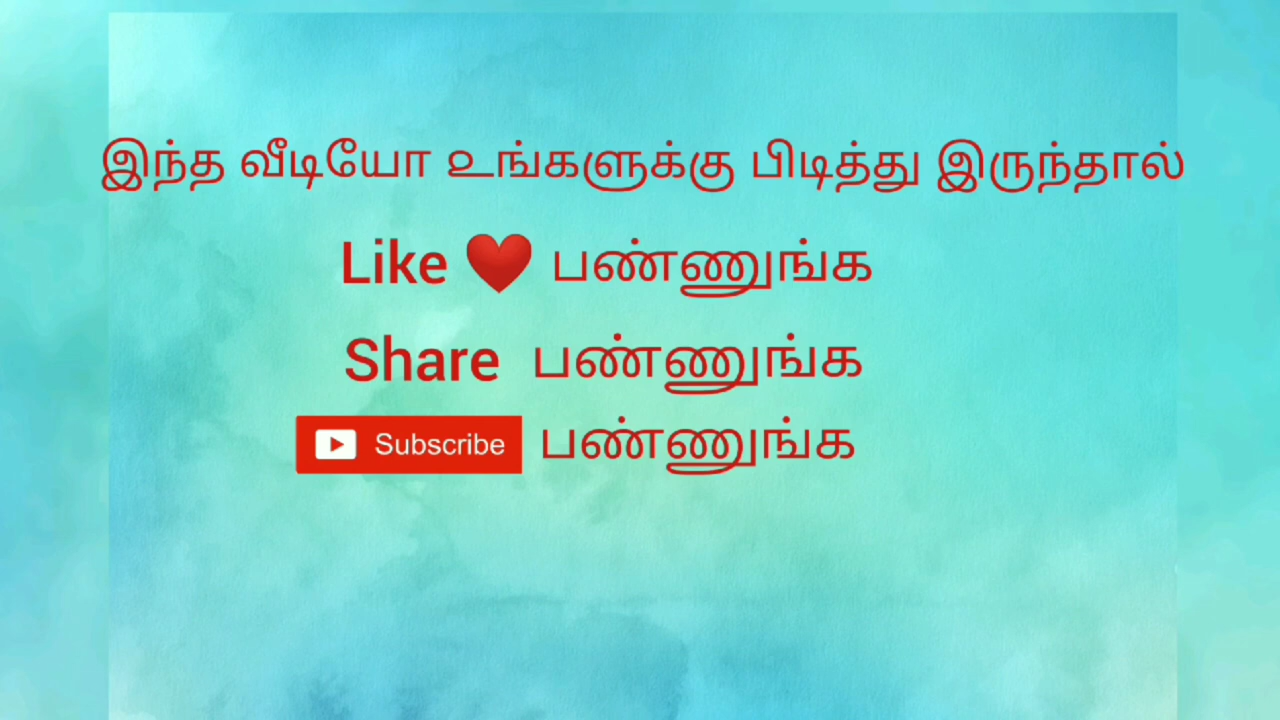 இந்த வீடியோ உங்களுக்கு பிடித்து இருந்தால்
Like ❤️ பண்ணுங்க
Share பண்ணுங்க
Subscribe பண்ணுங்க